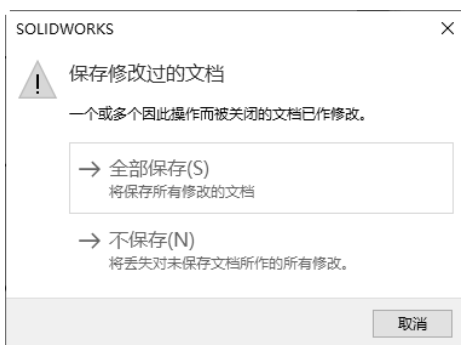 SOLIDWORKS
保存修改过的文档
一个或多个因此操作而被关闭的文档已作修改。
全部保存(S)
将保存所有修改的文档
不保存(N)
将丢失对未保存文档所作的所有修改。
取消